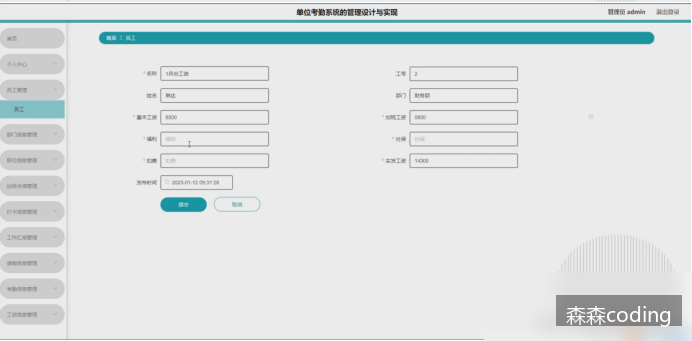 单位考勤系统的管理设计与实现
管理员 admin 退出登录
首页
首页 员工
个人中心
员工管理
员工
部门信息管理
职位信息管理
加班申请管理
打卡信息管理
工作汇报管理
请假信息管理
考勤信息管理
工资信息管理
* 名称 1月份工资
工号 2
姓名
部门 财务部
* 基本工资 8500
* 加班工资 5800
* 福利 福利
* 社保 社保
* 扣费 扣费
* 实发工资 14300
发布时间 2023-01-12 09:31:28
提交 取消
森森coding